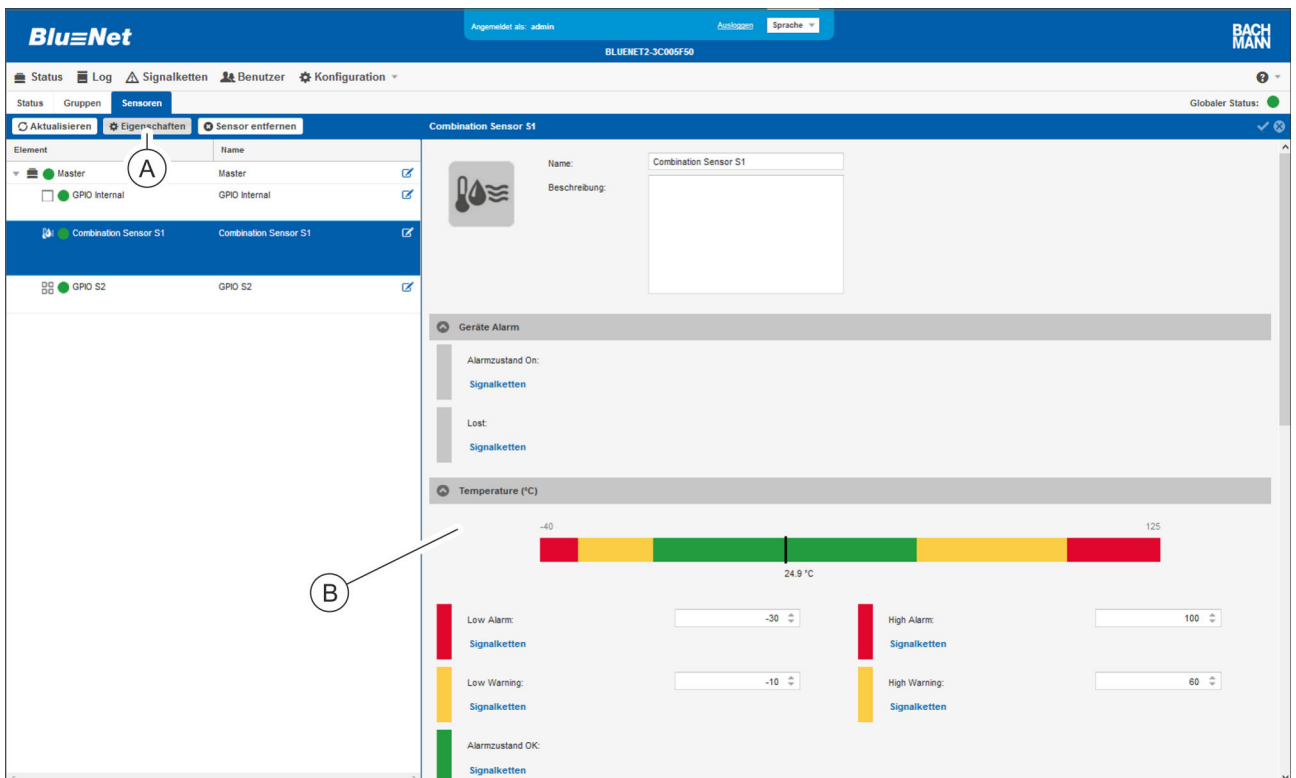 Blu≡Net
Angemeldet als: admin
Ausloggen
Sprache
BACH
MANN
BLUENET2-3C005F50
Status Log Signalketten Benutzer Konfiguration
Status Gruppen Sensoren
Globaler Status:
Aktualisieren Eigenschaften Sensor entfernen
Combination Sensor S1
Element Name
A
Master Master
GPIO Internal GPIO Internal
Combination Sensor S1 Combination Sensor S1
GPIO S2 GPIO S2
Name: Combination Sensor S1
Beschreibung:
Geräte Alarm
Alarmzustand On:
Signalketten
Lost:
Signalketten
Temperature (°C)
-40 125
24.9 °C
B
Low Alarm: -30
Signalketten
High Alarm: 100
Signalketten
Low Warning: -10
Signalketten
High Warning: 60
Signalketten
Alarmzustand OK:
Signalketten